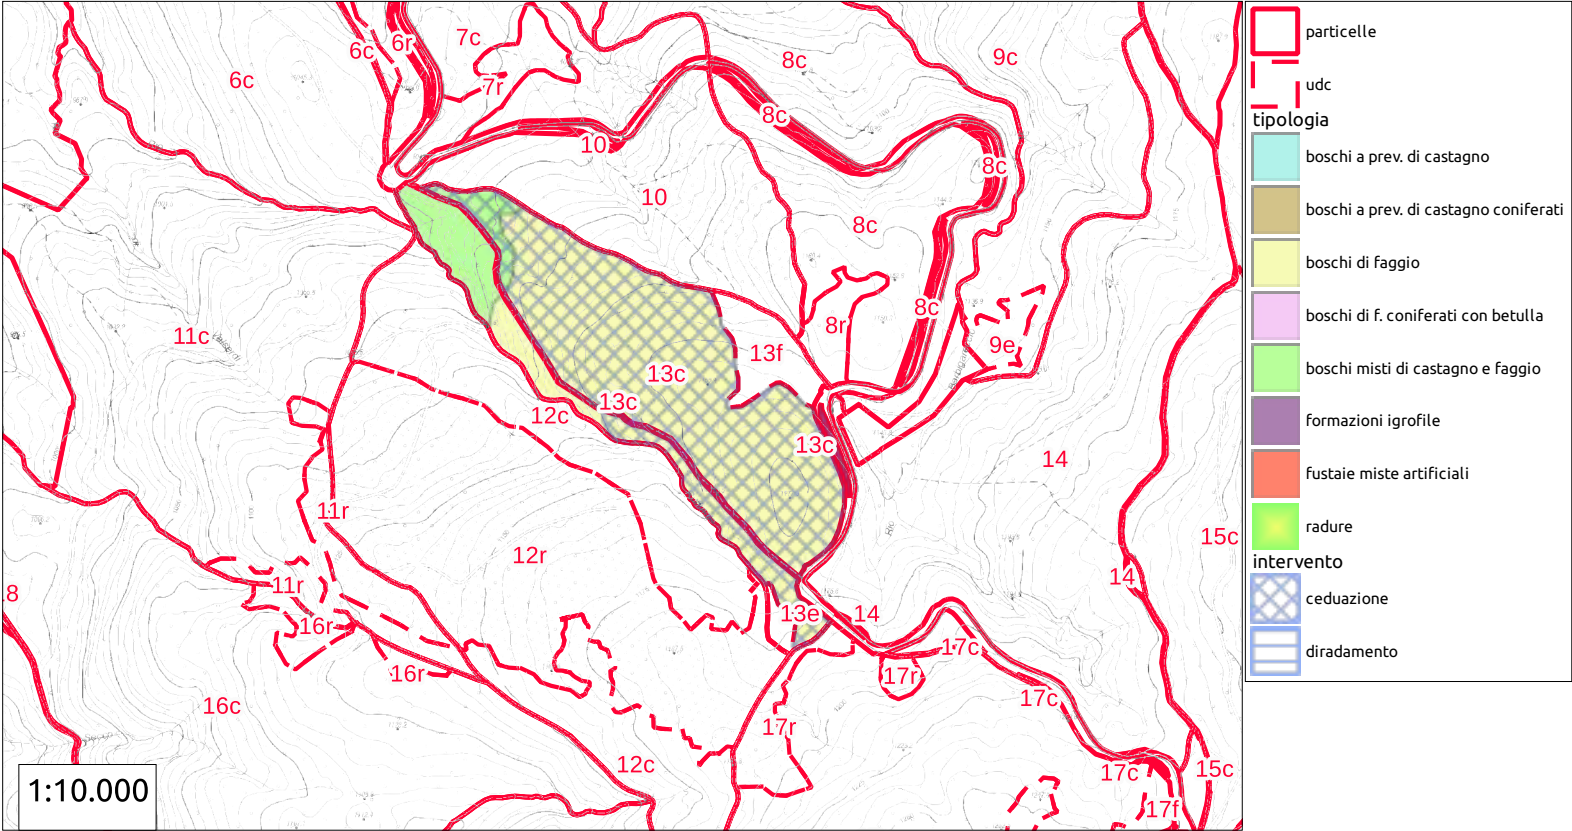 6c
6r
7c
8c
9c
6c
7r
8c
10
8c
10
8c
11c
8c
8r
9e
13f
13c
13c
12c
13c
14
11r
15c
12r
14
11r
8
13e
14
16r
17c
16r
17r
17c
16c
17r
12c
17c
15c
17f
1:10.000
particelle
udc
tipologia
boschi a prev. di castagno
boschi a prev. di castagno coniferati
boschi di faggio
boschi di f. coniferati con betulla
boschi misti di castagno e faggio
formazioni igrofile
fustaie miste artificiali
radure
intervento
ceduazione
diradamento